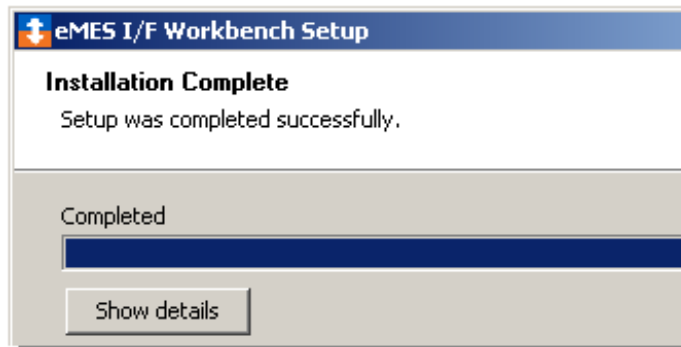 eMES I/F Workbench Setup
Installation Complete
Setup was completed successfully.
Completed
Show details